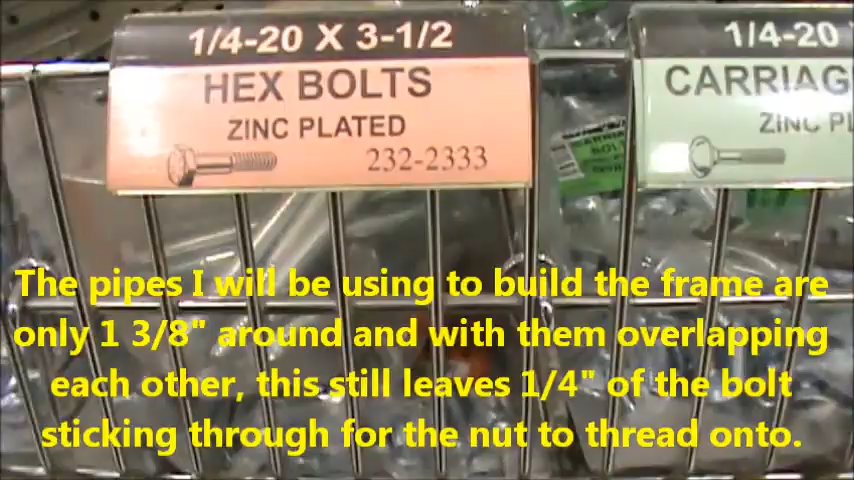 1/4-20 X 3-1/2
HEX BOLTS
ZINC PLATED
232-2333
1/4-20
CARRIAG
ZINC PL
The pipes I will be using to build the frame are
only 1 3/8" around and with them overlapping
each other, this still leaves 1/4" of the bolt
sticking through for the nut to thread onto.